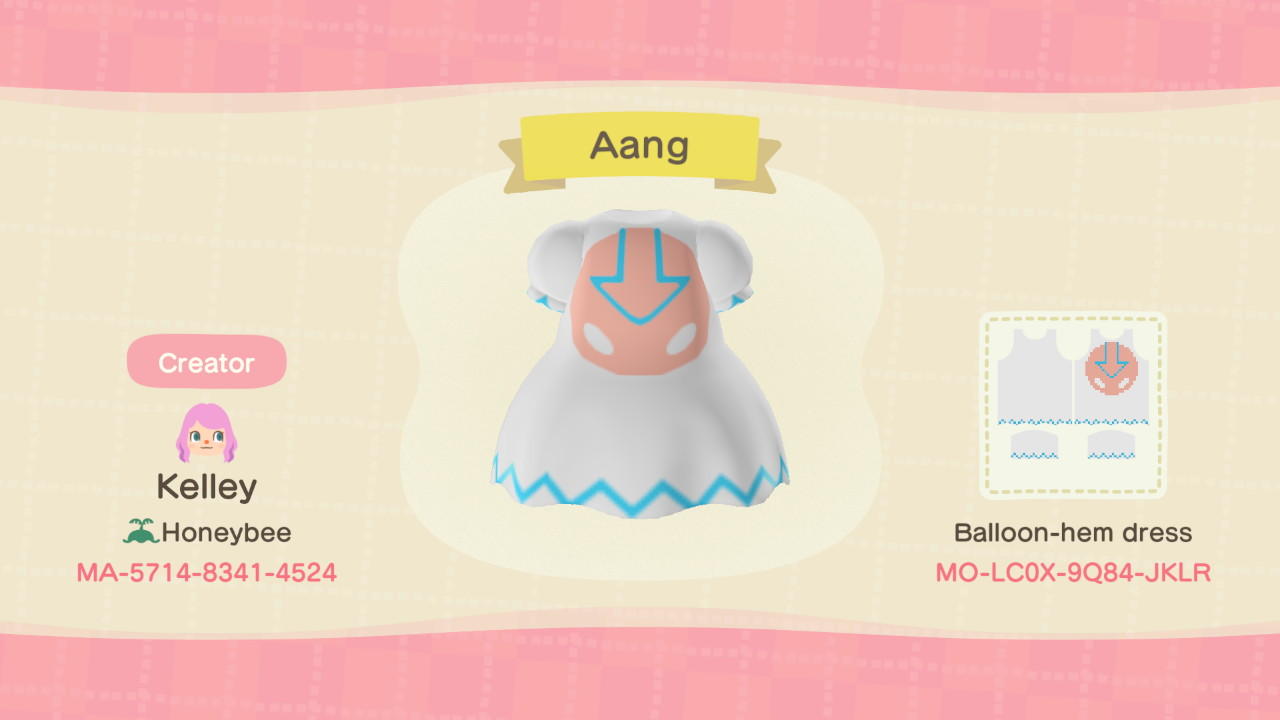 Aang
Creator
Kelley
Honeybee
MA-5714-8341-4524
Balloon-hem dress
MO-LC0X-9Q84-JKLR